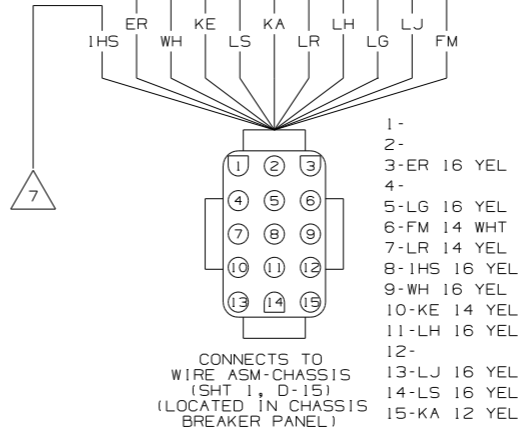 ER KE KA LH LJ
1HS WH LS LR LG FM
7
1 2 3
4 5 6
7 8 9
10 11 12
13 14 15
1-
2-
3-ER 16 YEL
4-
5-LG 16 YEL
6-FM 14 WHT
7-LR 14 YEL
8-1HS 16 YEL
9-WH 16 YEL
10-KE 14 YEL
11-LH 16 YEL
12-
13-LJ 16 YEL
14-LS 16 YEL
15-KA 12 YEL
CONNECTS TO
WIRE ASM-CHASSIS
(SHT 1, D-15)
(LOCATED IN CHASSIS
BREAKER PANEL)